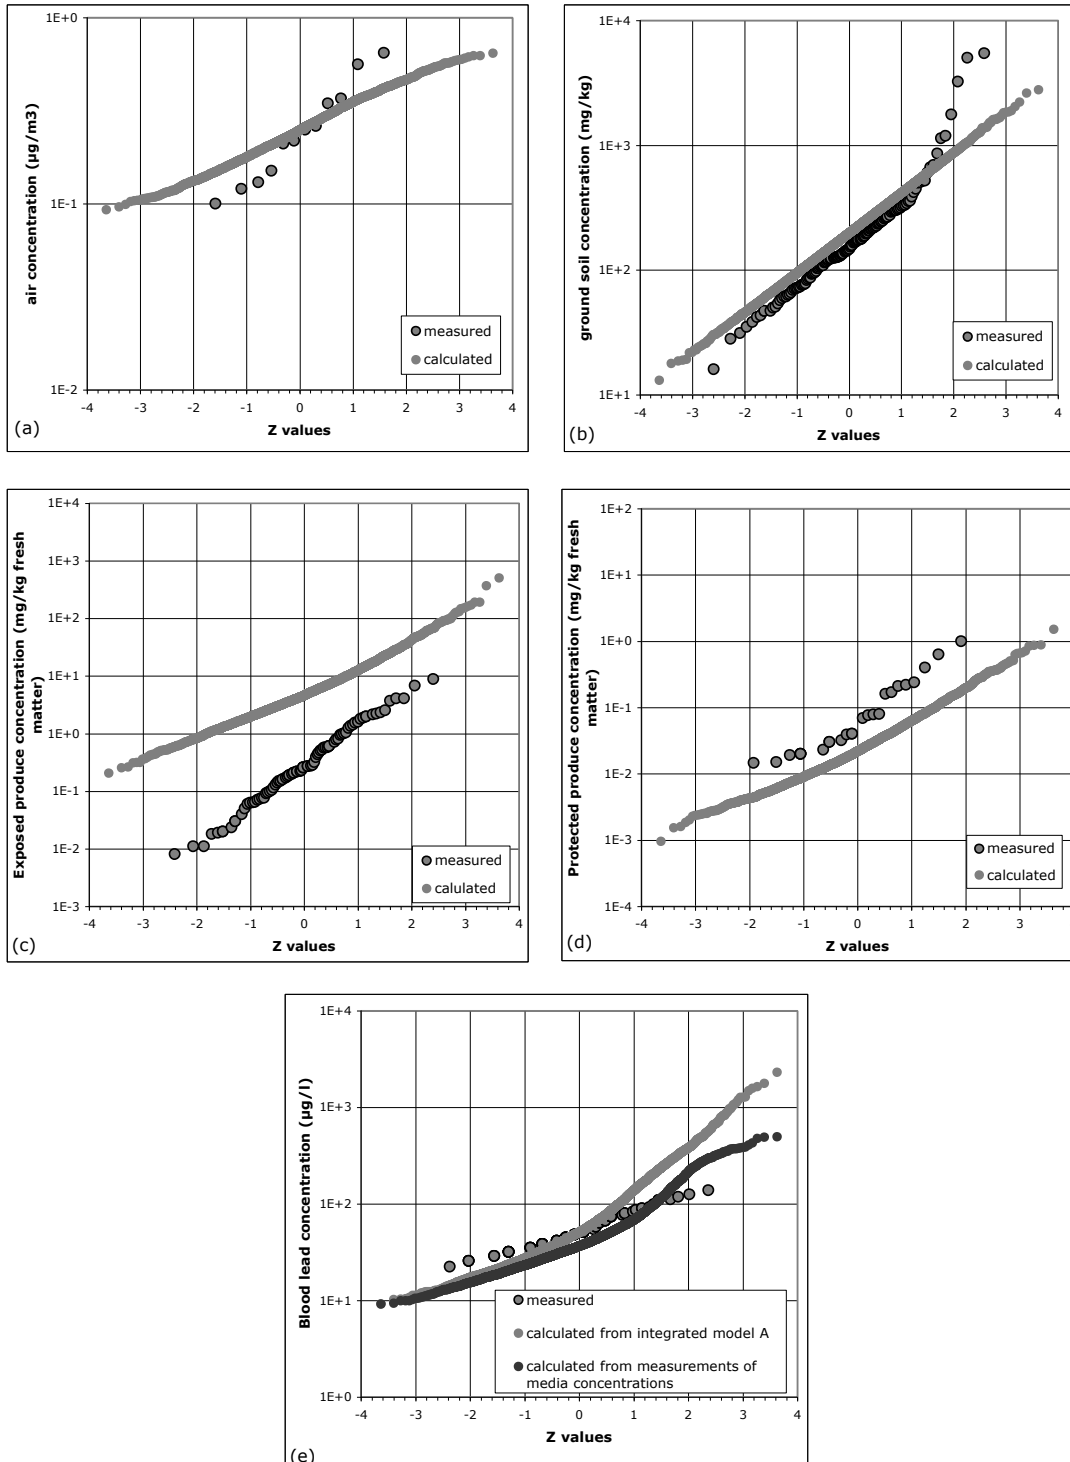 1E+0
1E-1
1E-2
air concentration (µg/m3)
-4 -3 -2 -1 0 1 2 3 4
Z values
measured
calculated
(a)
1E+4
1E+3
1E+2
1E+1
ground soil concentration (mg/kg)
-4 -3 -2 -1 0 1 2 3 4
Z values
measured
calculated
(b)
1E+4
1E+3
1E+2
1E+1
1E+0
1E-1
1E-2
1E-3
Exposed produce concentration (mg/kg fresh
matter)
-4 -3 -2 -1 0 1 2 3 4
Z values
measured
calulated
(c)
1E+2
1E+1
1E+0
1E-1
1E-2
1E-3
1E-4
Protected produce concentration (mg/kg fresh
matter)
-4 -3 -2 -1 0 1 2 3
Z values
measured
calculated
(d)
1E+4
1E+3
1E+2
1E+1
1E+0
Blood lead concentration (µg/l)
-4 -3 -2 -1 0 1 2 3 4
Z values
measured
calculated from integrated model A
calculated from measurements of
media concentrations
(e)